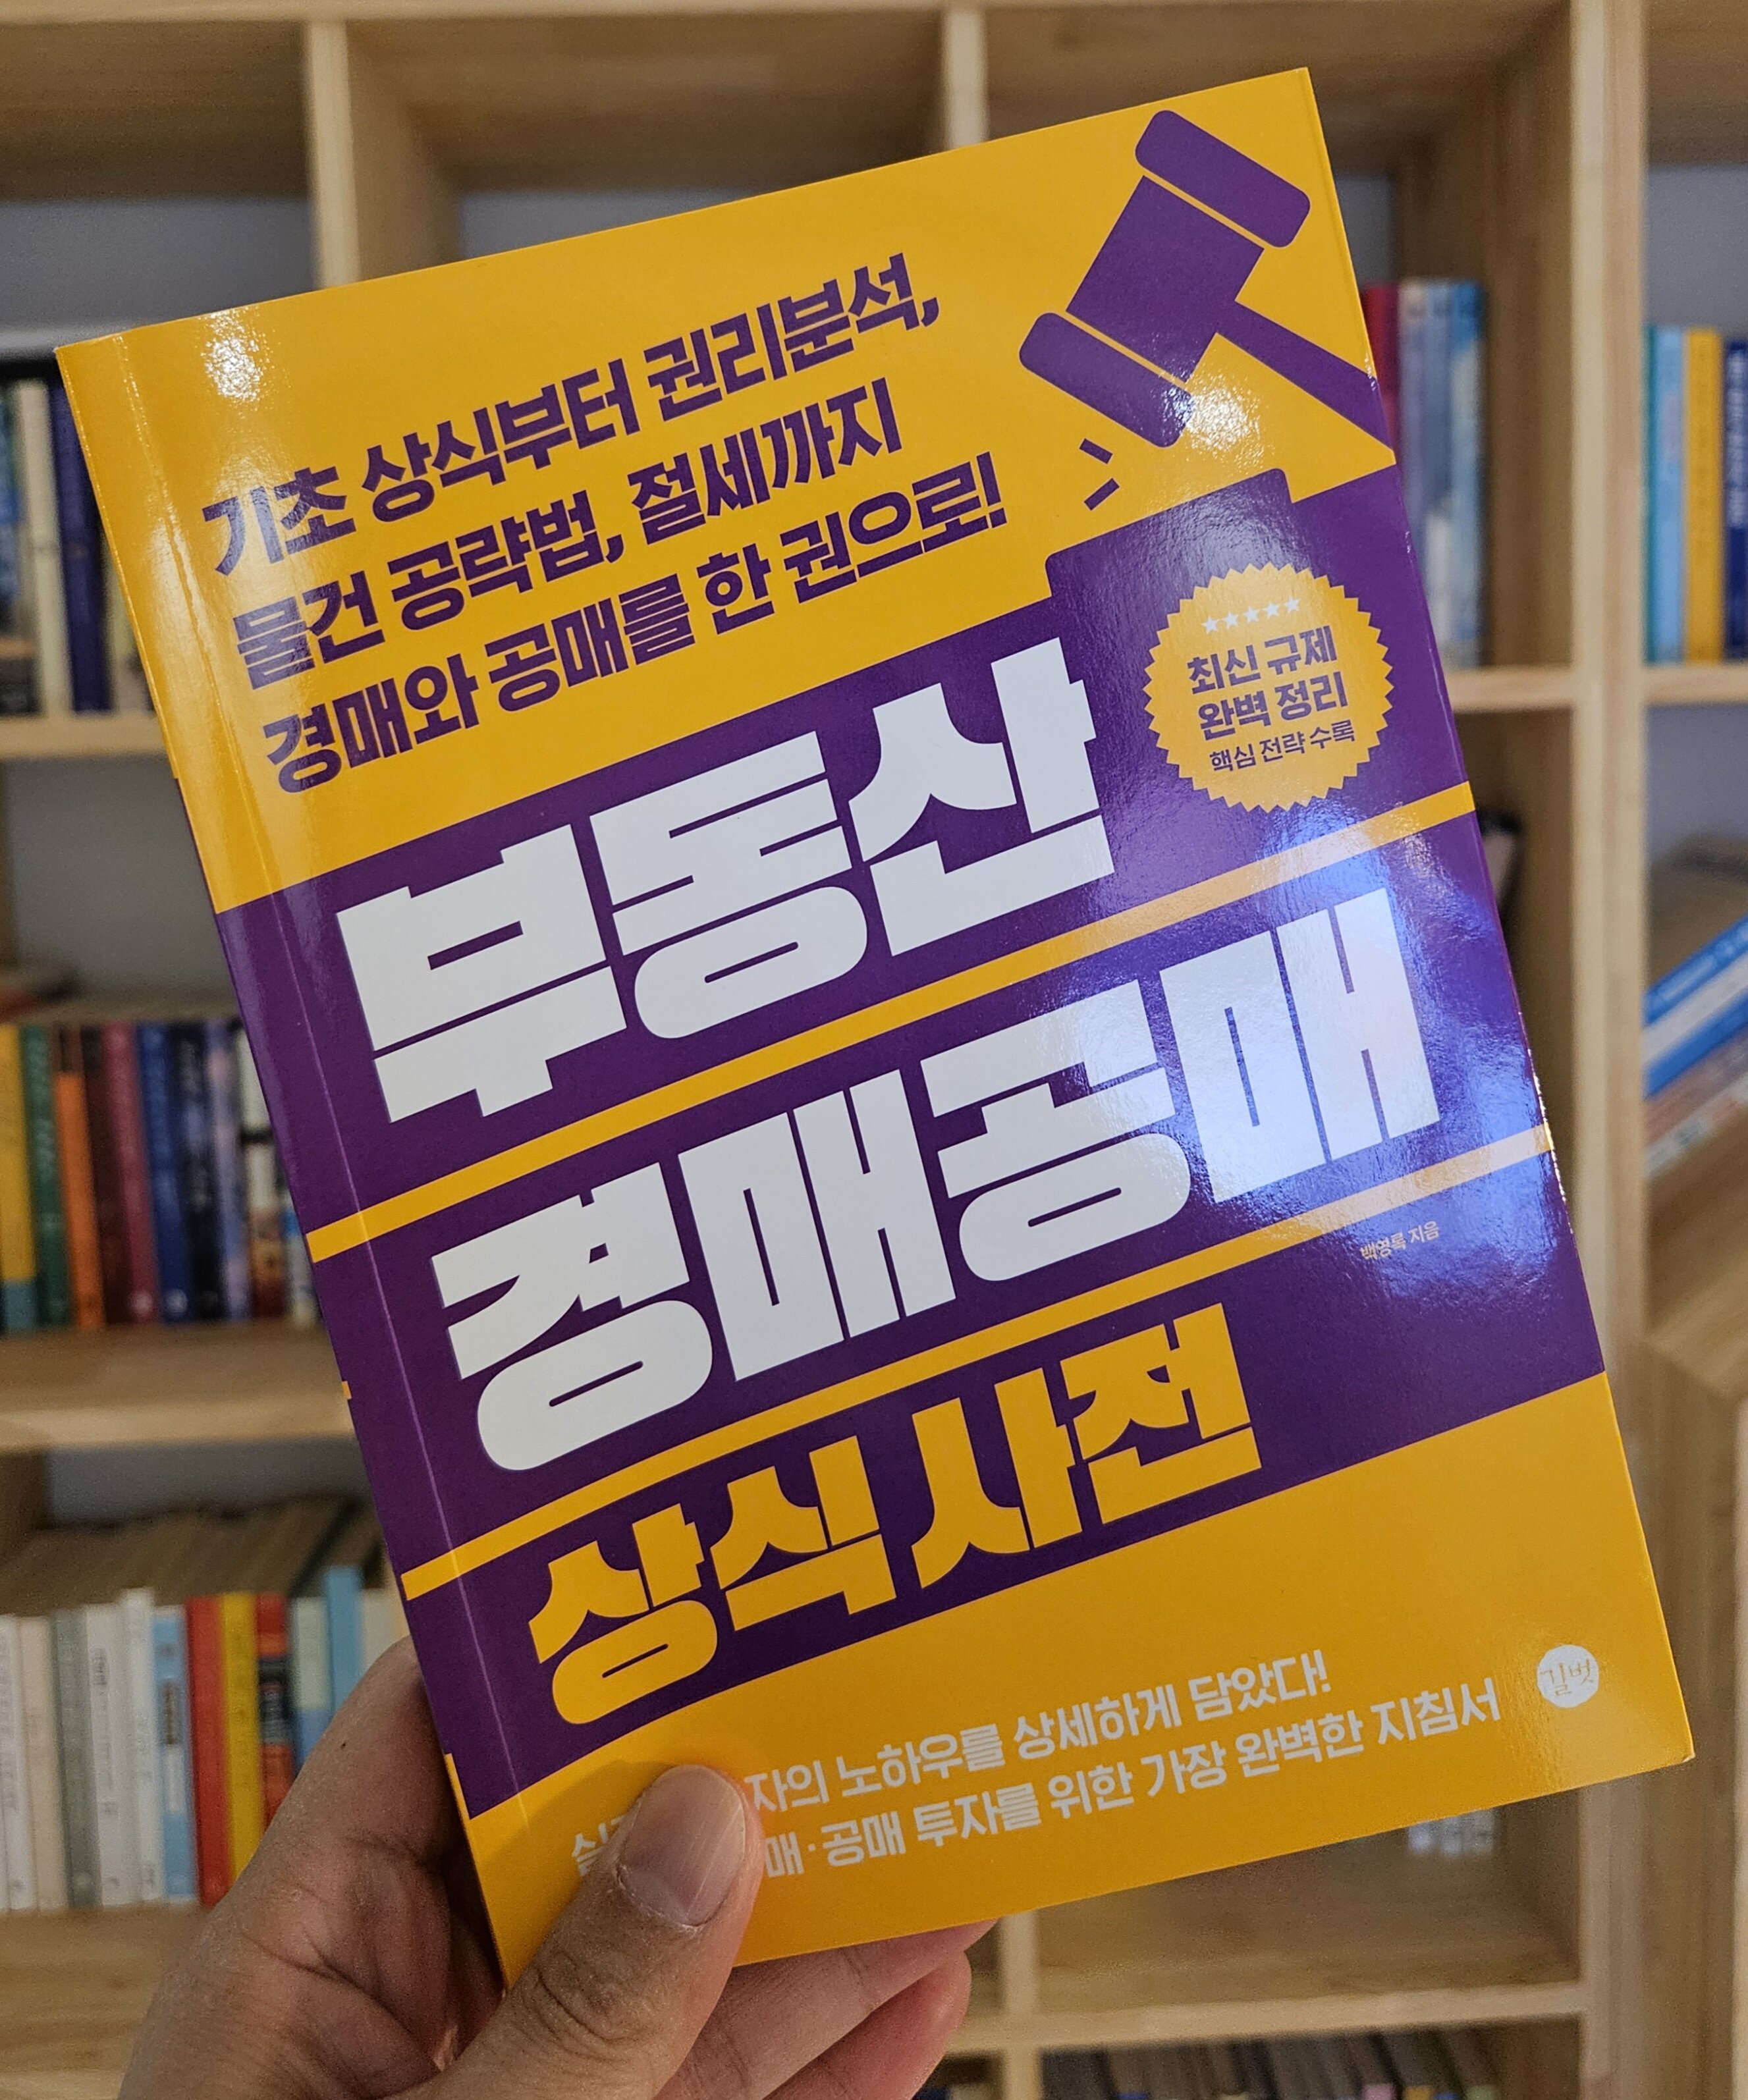 기초 상식부터 권리분석,
물건 공략법, 절세까지
경매와 공매를 한 권으로!
최신 규제
완벽 정리
핵심 전략 수록
부동산
경매공매
백영록 지음
상식사전
자의 노하우를 상세하게 담았다!
매·공매 투자를 위한 가장 완벽한 지침서
길벗